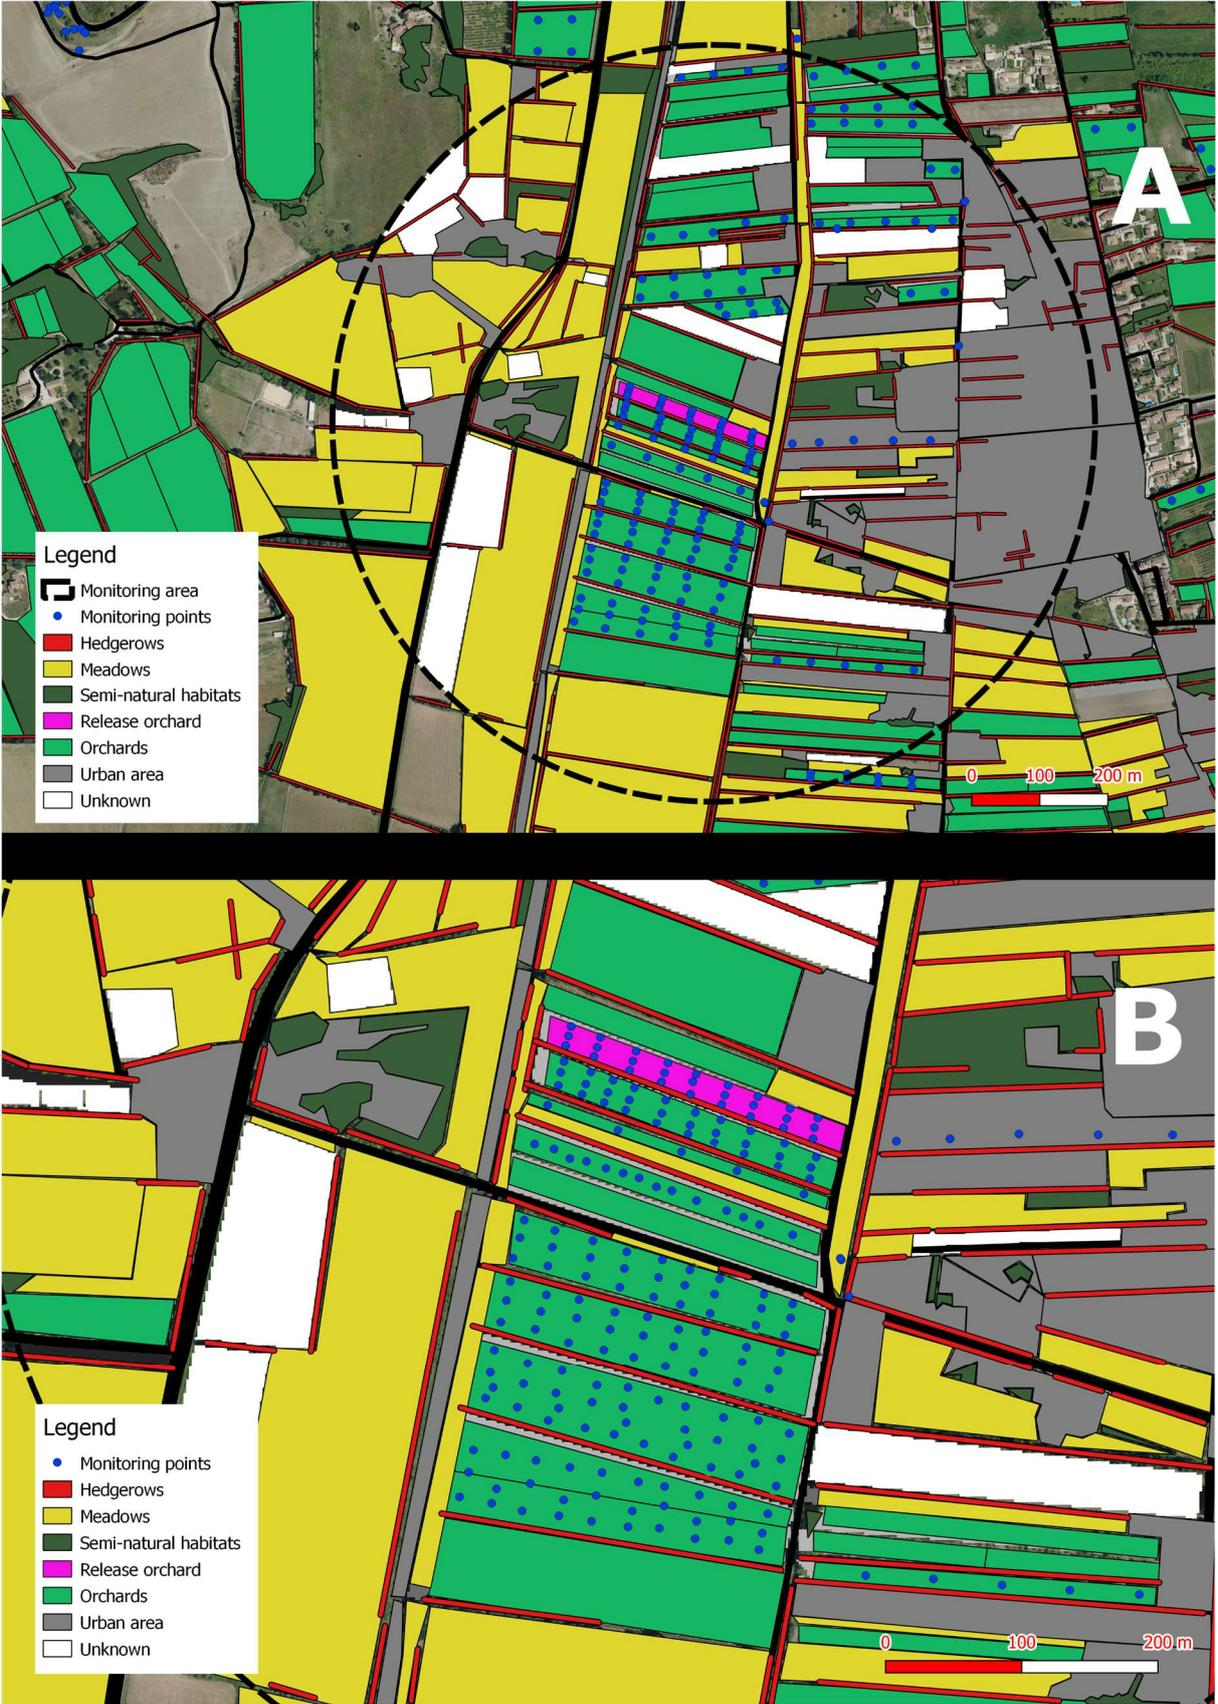 A
Legend
Monitoring area
Monitoring points
Hedgerows
Meadows
Semi-natural habitats
Release orchard
Orchards
Urban area
Unknown
0 100 200 m
B
Legend
Monitoring points
Hedgerows
Meadows
Semi-natural habitats
Release orchard
Orchards
Urban area
Unknown
0 100 200 m